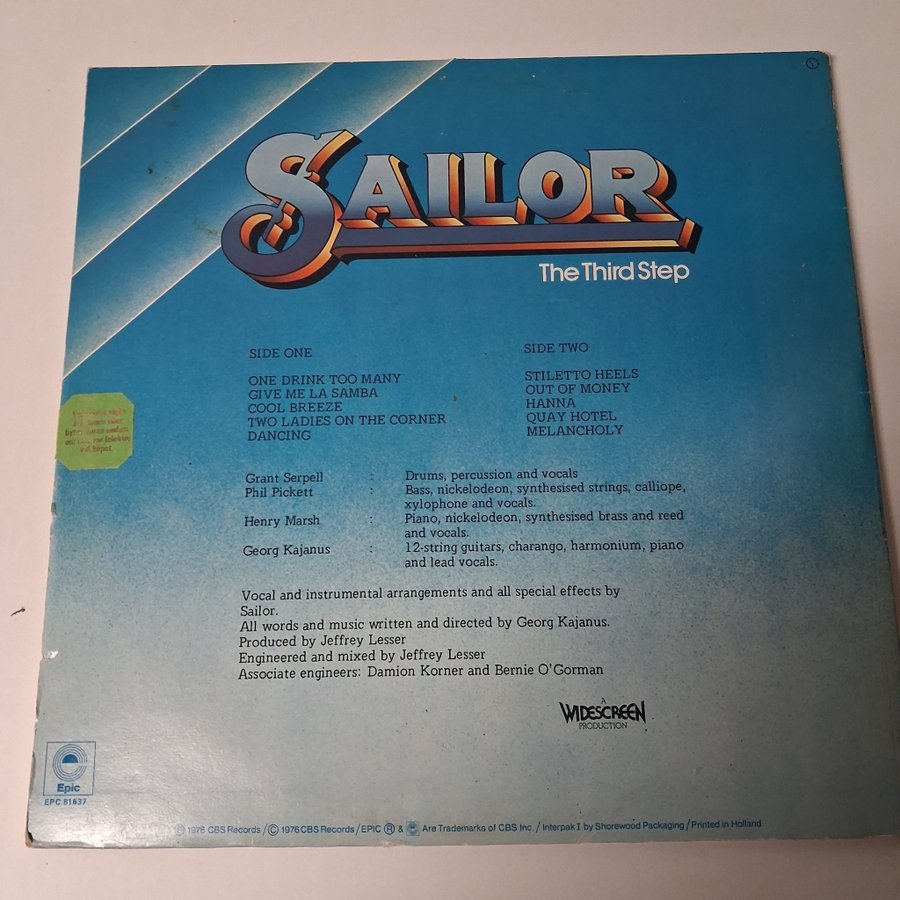 SAILOR
The Third Step
SIDE ONE
ONE DRINK TOO MANY
GIVE ME LA SAMBA
COOL BREEZE
TWO LADIES ON THE CORNER
DANCING
SIDE TWO
STILETTO HEELS
OUT OF MONEY
HANNA
QUAY HOTEL
MELANCHOLY
Grant Serpell : Drums, percussion and vocals
Phil Pickett : Bass, nickelodeon, synthesised strings, calliope,
xylophone and vocals.
Henry Marsh : Piano, nickelodeon, synthesised brass and reed
and vocals.
Georg Kajanus : 12-string guitars, charango, harmonium, piano
and lead vocals.
Vocal and instrumental arrangements and all special effects by
Sailor.
All words and music written and directed by Georg Kajanus.
Produced by Jeffrey Lesser
Engineered and mixed by Jeffrey Lesser
Associate engineers: Damion Korner and Bernie O'Gorman
A
WIDESCREEN
PRODUCTION
Epic
EPC 81637
Ⓟ 1976 CBS Records / Ⓒ 1976 CBS Records / EPIC ® & Are Trademarks of CBS Inc. / Interpak I by Shorewood Packaging / Printed in Holland